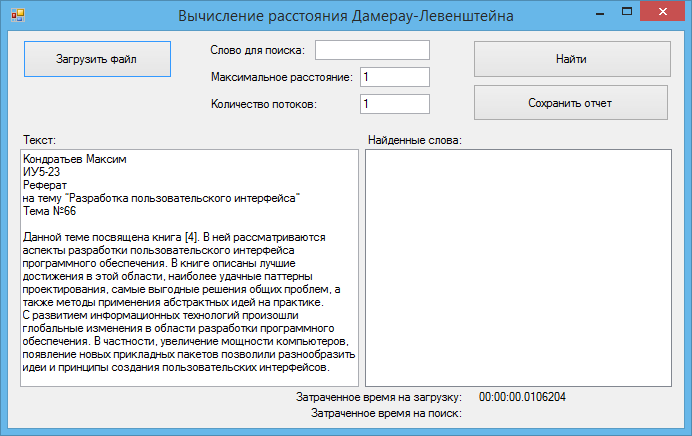 Вычисление расстояния Дамерау-Левенштейна
Загрузить файл
Слово для поиска:
Найти
Максимальное расстояние: 1
Количество потоков: 1
Сохранить отчет
Текст:
Найденные слова:
Кондратьев Максим
ИУ5-23
Реферат
на тему "Разработка пользовательского интерфейса"
Тема №66
Данной теме посвящена книга [4]. В ней рассматриваются
аспекты разработки пользовательского интерфейса
программного обеспечения. В книге описаны лучшие
достижения в этой области, наиболее удачные паттерны
проектирования, самые выгодные решения общих проблем, а
также методы применения абстрактных идей на практике.
С развитием информационных технологий произошли
глобальные изменения в области разработки программного
обеспечения. В частности, увеличение мощности компьютеров,
появление новых прикладных пакетов позволили разнообразить
идеи и принципы создания пользовательских интерфейсов.
Затраченное время на загрузку: 00:00:00.0106204
Затраченное время на поиск: